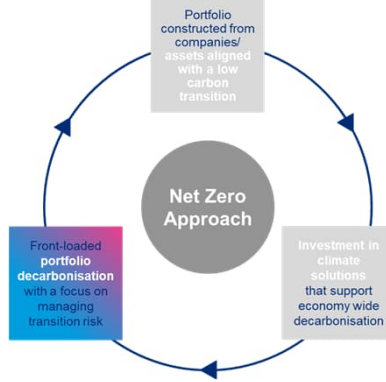 Portfolio
constructed from
companies/
assets aligned
with a low
carbon
transition
Net Zero
Approach
Investment in
climate
solutions
that support
economy wide
decarbonisation
Front-loaded
portfolio
decarbonisation
with a focus on
managing
transition risk